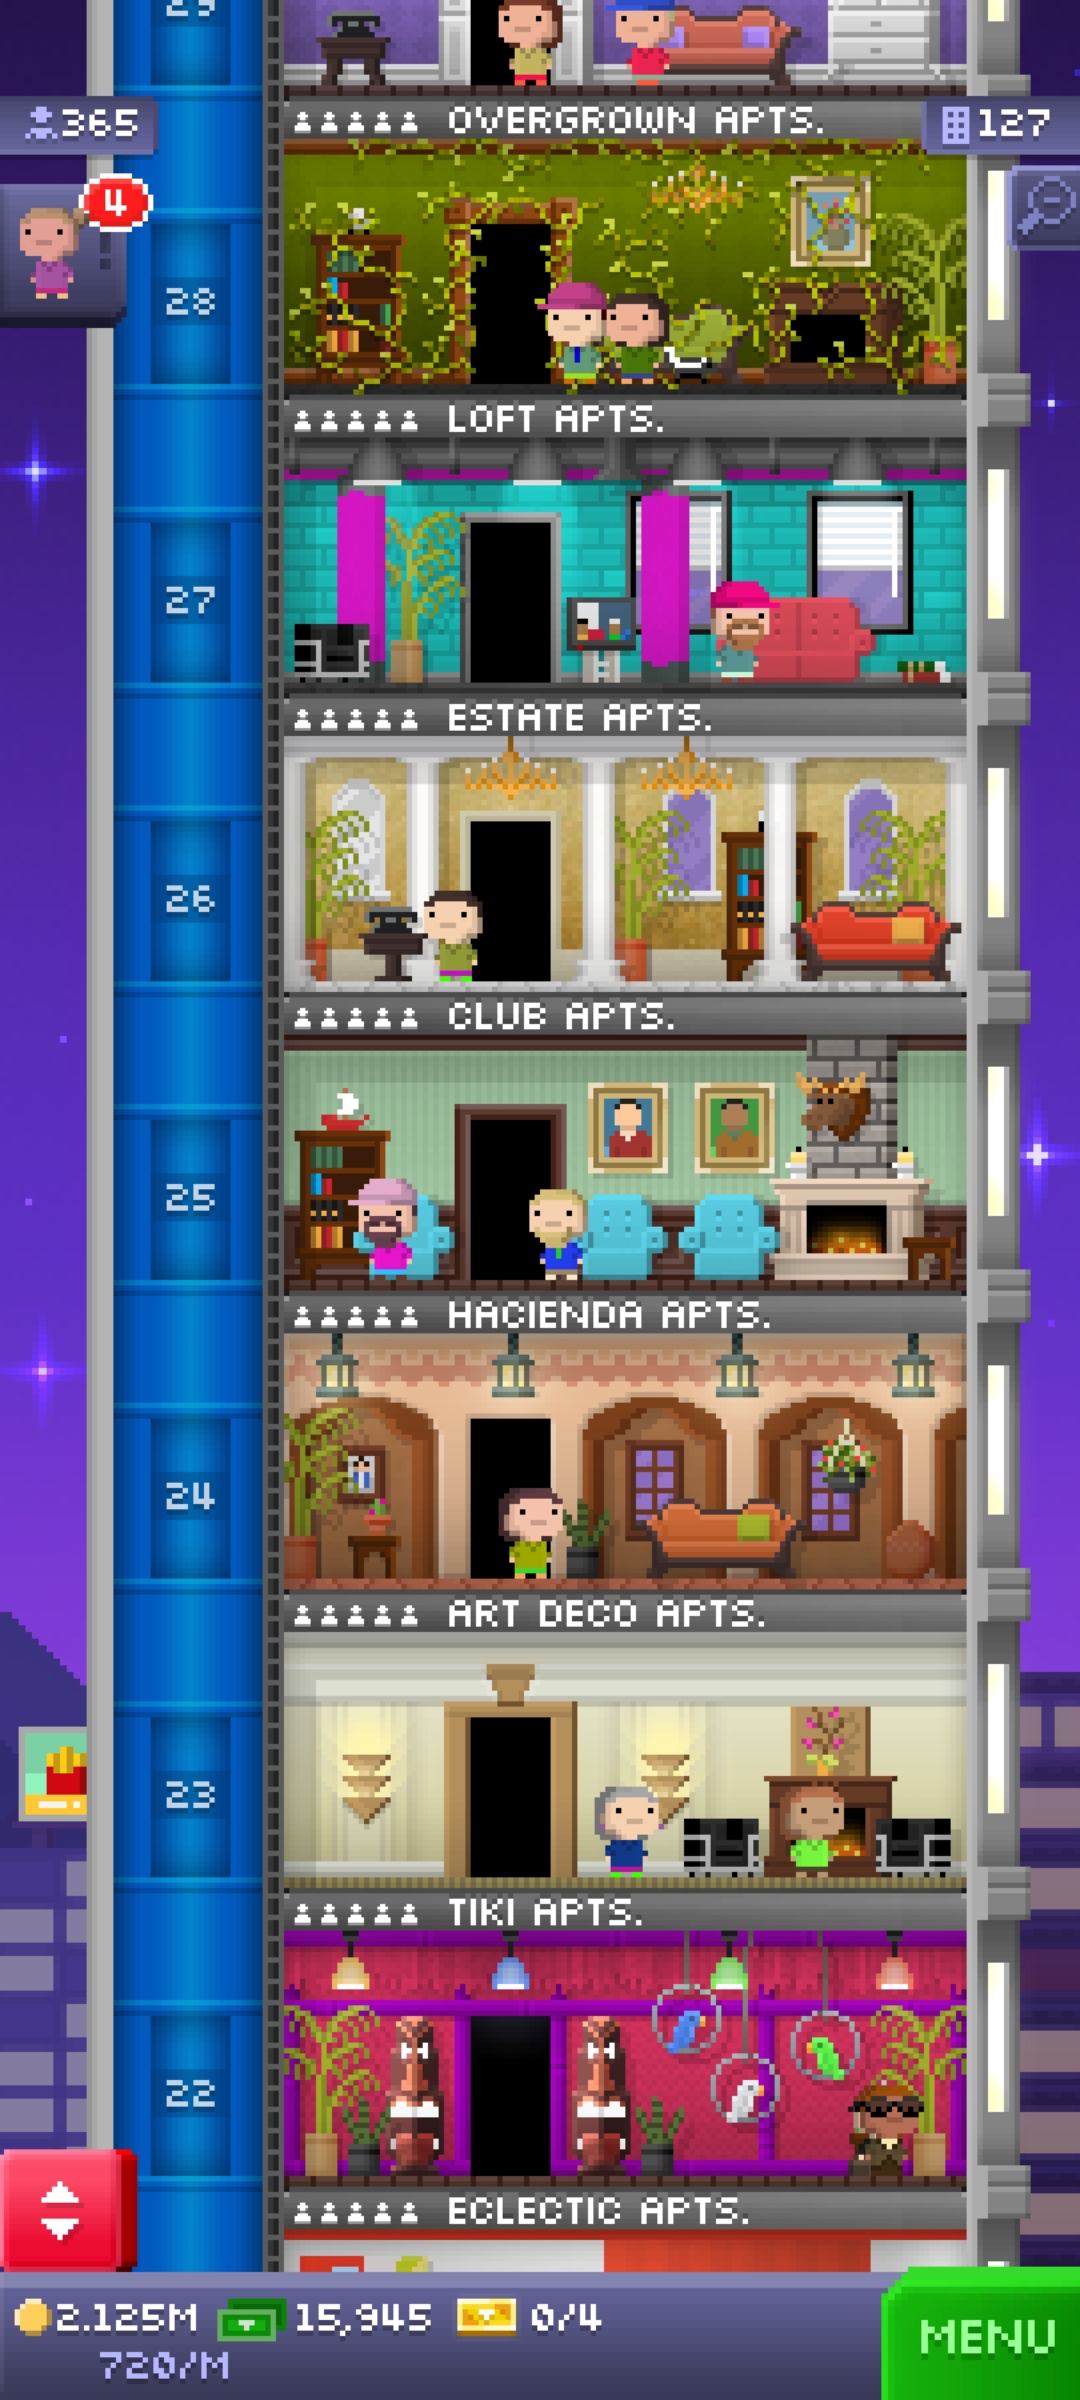 29
365
OVERGROWN APTS.
127
4
28
LOFT APTS.
27
ESTATE APTS.
26
CLUB APTS.
25
HACIENDA APTS.
24
ART DECO APTS.
23
TIKI APTS.
22
ECLECTIC APTS.
2.125M 15,945 0/4
720/M
MENU